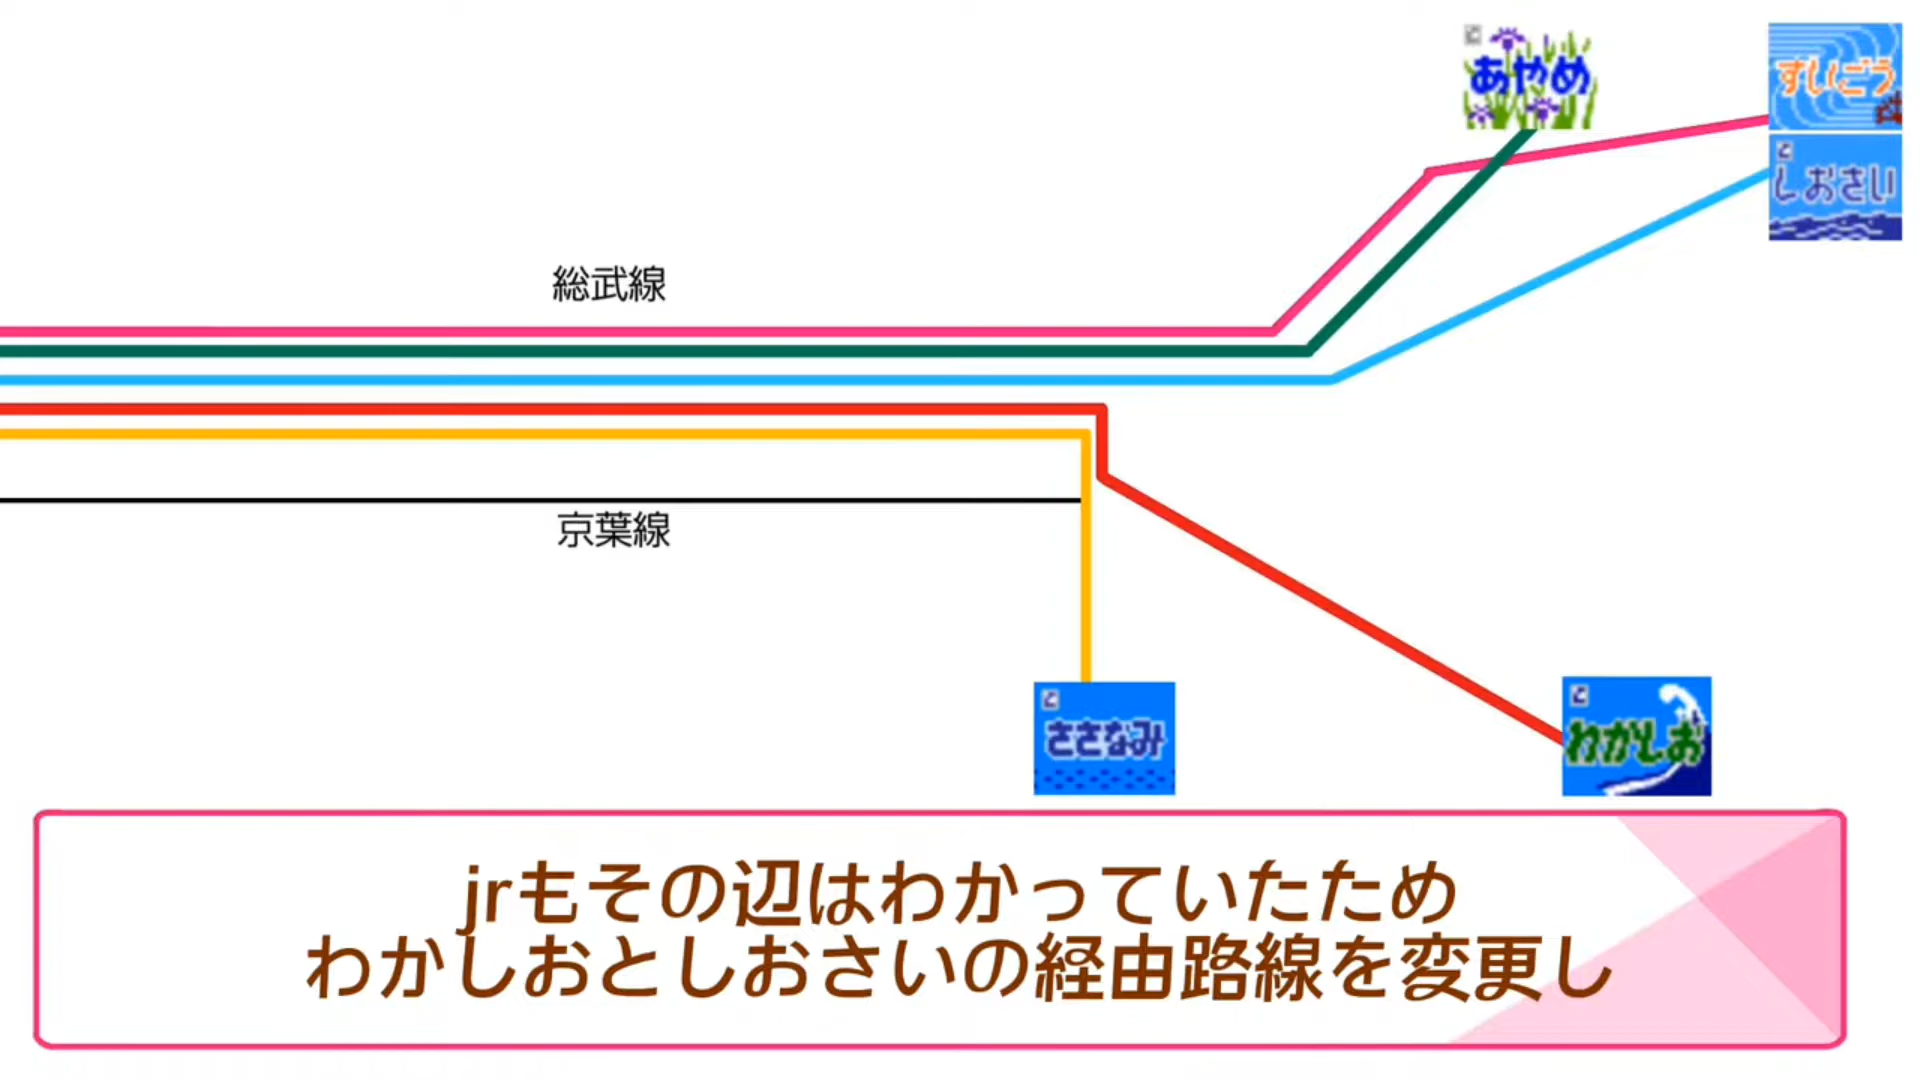 あやめ
すいごう
しおさい
総武線
京葉線
さざなみ
わかしお
jrもその辺はわかっていたため
わかしおとしおさいの経由路線を変更し